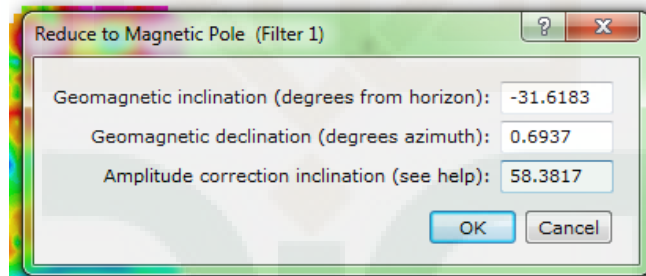 Reduce to Magnetic Pole (Filter 1)
Geomagnetic inclination (degrees from horizon): -31.6183
Geomagnetic declination (degrees azimuth): 0.6937
Amplitude correction inclination (see help): 58.3817
OK Cancel